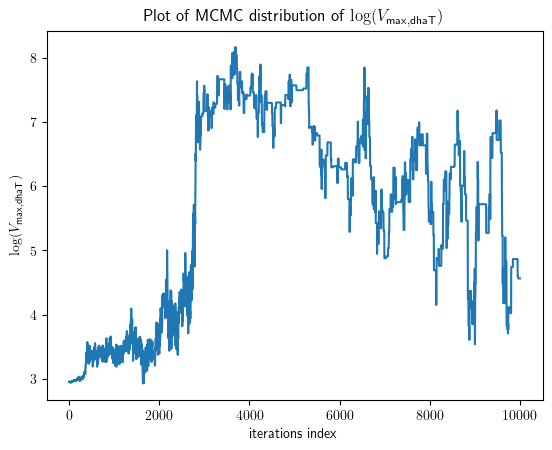 Plot of MCMC distribution of log(V_max,dhaT)
log(V_max,dhaT)
8
7
6
5
4
3
0 2000 4000 6000 8000 10000
iterations index